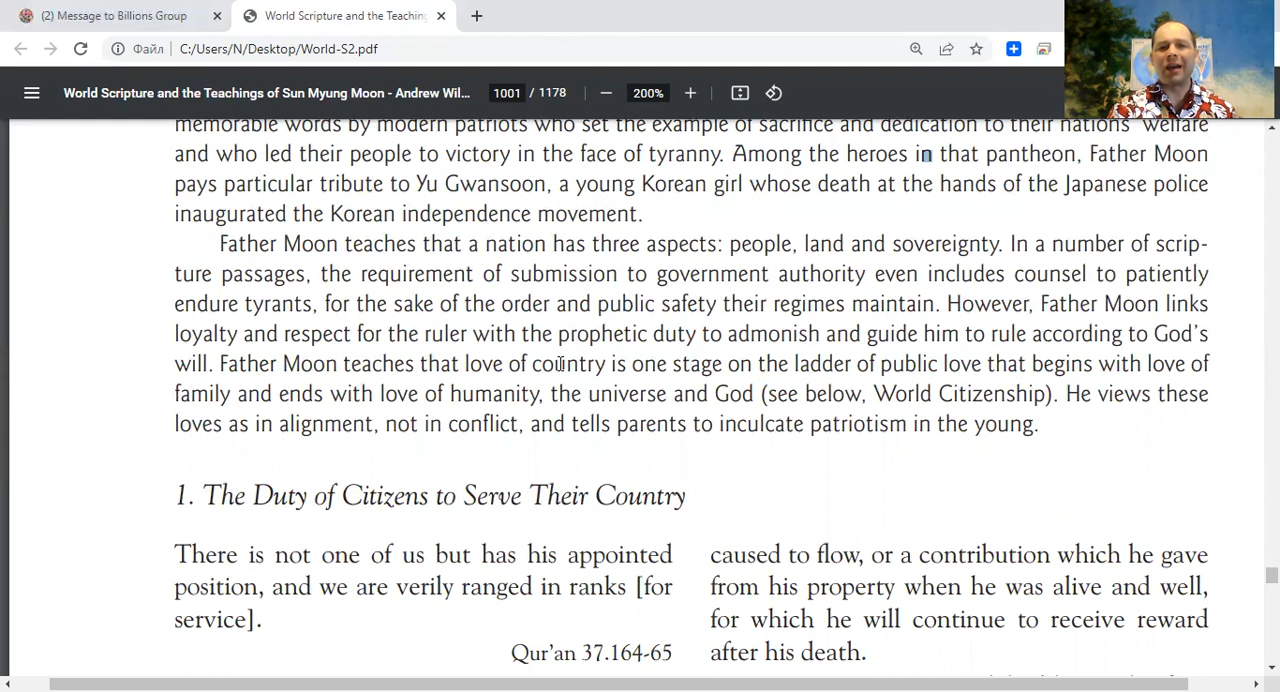 (2) Message to Billions Group
World Scripture and the Teaching
Файл
C:/Users/N/Desktop/World-S2.pdf
World Scripture and the Teachings of Sun Myung Moon - Andrew Wil...
1001 / 1178
200%
memorable words by modern patriots who set the example of sacrifice and dedication to their nations' welfare
and who led their people to victory in the face of tyranny. Among the heroes in that pantheon, Father Moon
pays particular tribute to Yu Gwansoon, a young Korean girl whose death at the hands of the Japanese police
inaugurated the Korean independence movement.
Father Moon teaches that a nation has three aspects: people, land and sovereignty. In a number of scrip-
ture passages, the requirement of submission to government authority even includes counsel to patiently
endure tyrants, for the sake of the order and public safety their regimes maintain. However, Father Moon links
loyalty and respect for the ruler with the prophetic duty to admonish and guide him to rule according to God's
will. Father Moon teaches that love of country is one stage on the ladder of public love that begins with love of
family and ends with love of humanity, the universe and God (see below, World Citizenship). He views these
loves as in alignment, not in conflict, and tells parents to inculcate patriotism in the young.
1. The Duty of Citizens to Serve Their Country
There is not one of us but has his appointed
position, and we are verily ranged in ranks [for
service].
Qur'an 37.164-65
caused to flow, or a contribution which he gave
from his property when he was alive and well,
for which he will continue to receive reward
after his death.